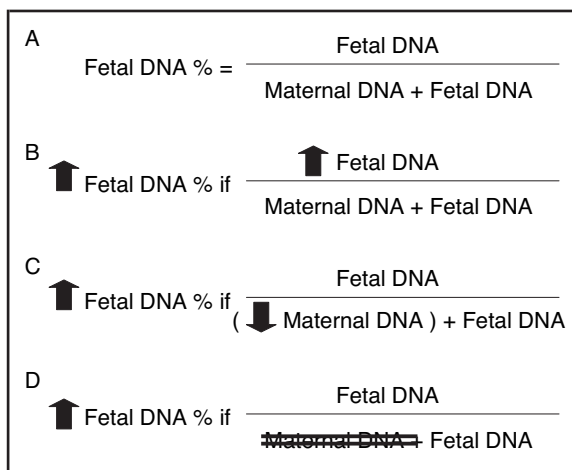 A
Fetal DNA
Fetal DNA % =
Maternal DNA + Fetal DNA
B
Fetal DNA
Fetal DNA % if
Maternal DNA + Fetal DNA
C
Fetal DNA
Fetal DNA % if
( Maternal DNA ) + Fetal DNA
D
Fetal DNA
Fetal DNA % if
Maternal DNA + Fetal DNA